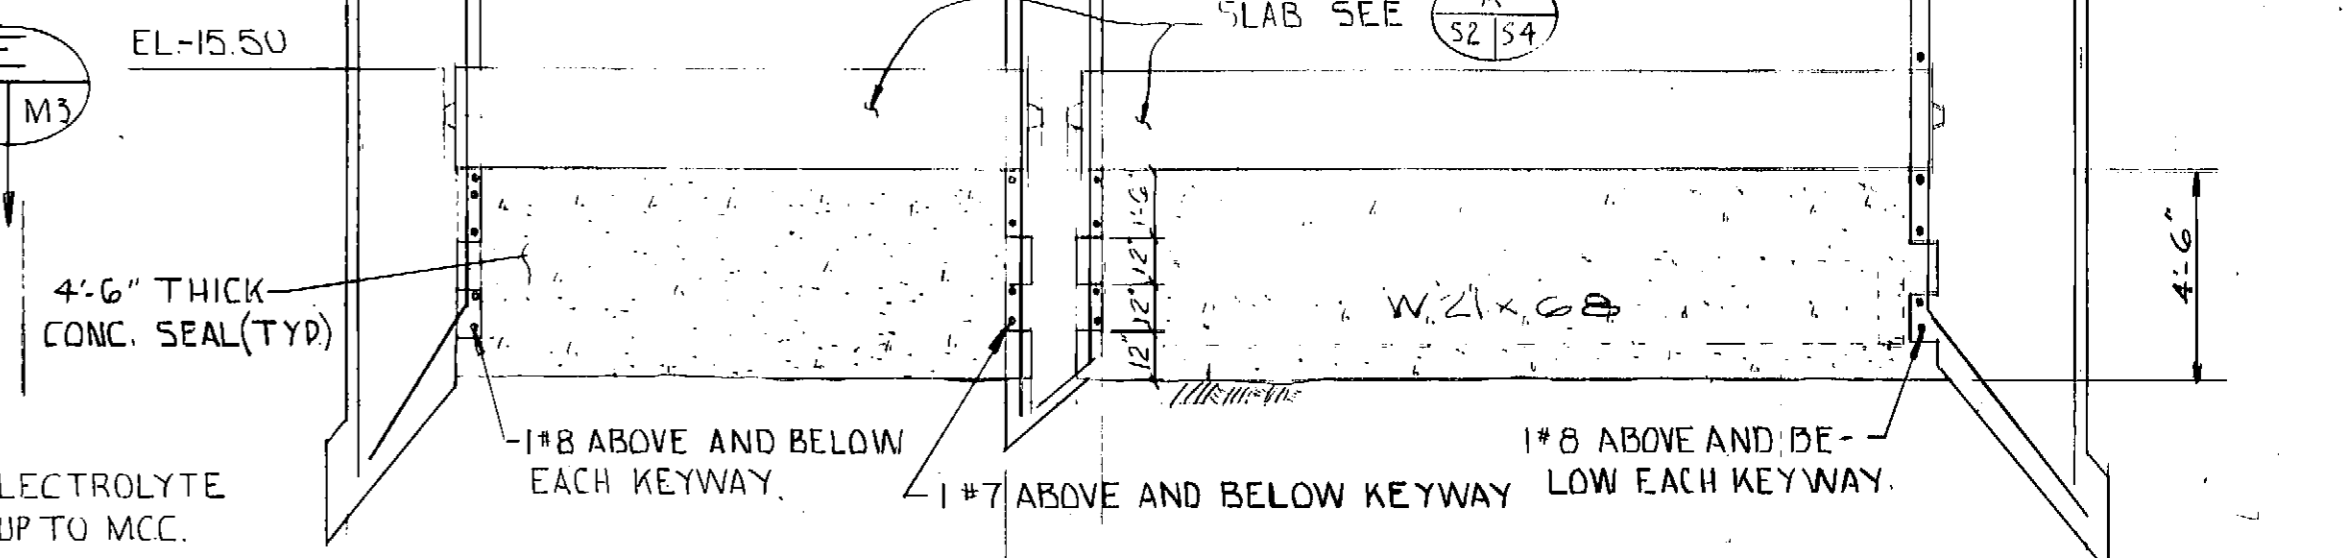 SLAB SEE
S2 S4
EL-15.50
M3
1'-6
12"
12"
12"
4'-6"
W 21 x 68
4'-6" THICK
CONC. SEAL (TYP.)
1#8 ABOVE AND BELOW
EACH KEYWAY.
1 #7 ABOVE AND BELOW KEYWAY
1#8 ABOVE AND BE-
LOW EACH KEYWAY.
LECTROLYTE
UP TO MCC.